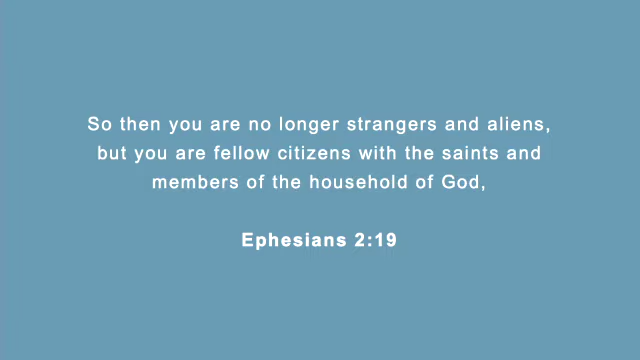 So then you are no longer strangers and aliens,
but you are fellow citizens with the saints and
members of the household of God,
Ephesians 2:19